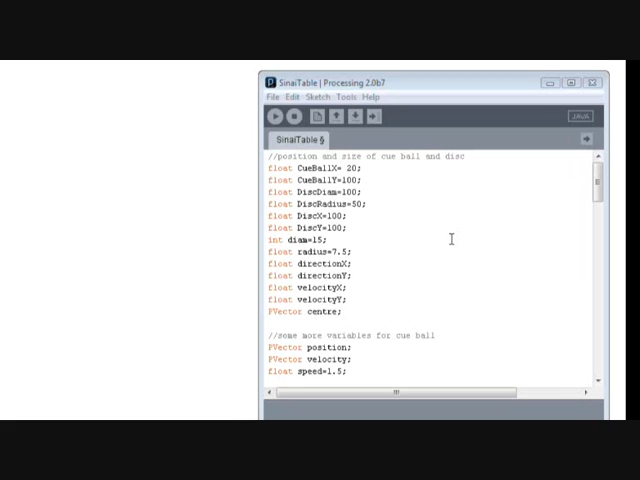 SinaiTable | Processing 2.0b7
File Edit Sketch Tools Help
JAVA
SinaiTable §
//position and size of cue ball and disc
float CueBallX= 20;
float CueBallY=100;
float DiscDiam=100;
float DiscRadius=50;
float DiscX=100;
float DiscY=100;
int diam=15;
float radius=7.5;
float directionX;
float directionY;
float velocityX;
float velocityY;
PVector centre;
//some more variables for cue ball
PVector position;
PVector velocity;
float speed=1.5;